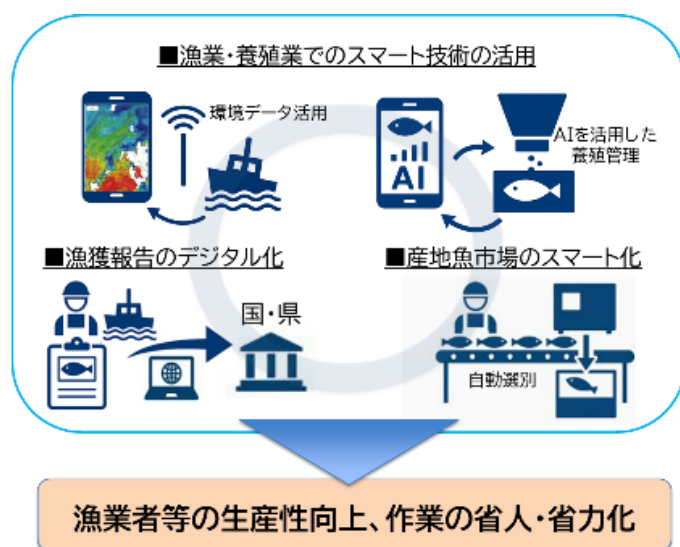 ■漁業・養殖業でのスマート技術の活用
環境データ活用
AI
AIを活用した
養殖管理
■漁獲報告のデジタル化
国・県
■産地魚市場のスマート化
自動選別
漁業者等の生産性向上、作業の省人・省力化